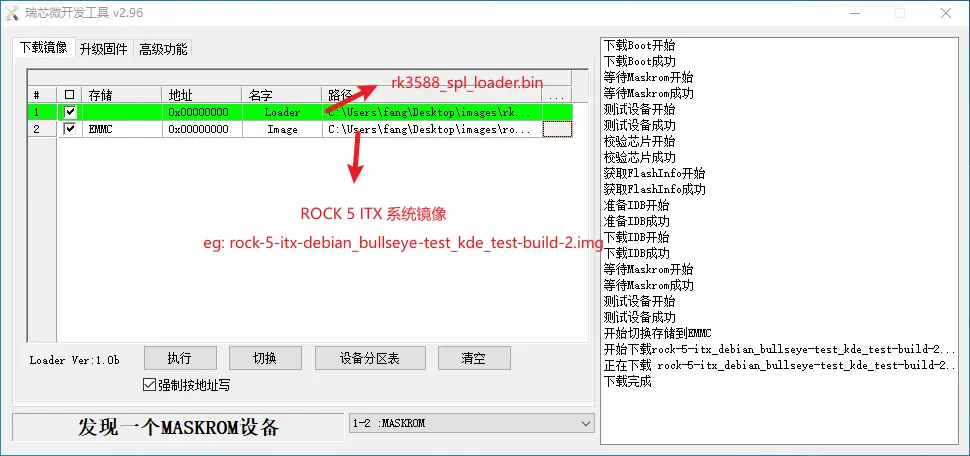 瑞芯微开发工具 v2.96
下载镜像 升级固件 高级功能
# 存储 地址 名字 路径 ...
1 0x00000000 Loader C:\Users\fang\Desktop\images\rk...
2 EMMC 0x00000000 Image C:\Users\fang\Desktop\images\ro...
rk3588_spl_loader.bin
ROCK 5 ITX 系统镜像
eg: rock-5-itx-debian_bullseye-test_kde_test-build-2.img
Loader Ver:1.0b 执行 切换 设备分区表 清空
强制按地址写
发现一个MASKROM设备
1-2 :MASKROM
下载Boot开始
下载Boot成功
等待Maskrom开始
等待Maskrom成功
测试设备开始
测试设备成功
校验芯片开始
校验芯片成功
获取FlashInfo开始
获取FlashInfo成功
准备IDB开始
准备IDB成功
下载IDB开始
下载IDB成功
等待Maskrom开始
等待Maskrom成功
测试设备开始
测试设备成功
开始切换存储到EMMC
开始下载rock-5-itx_debian_bullseye-test_kde_test-build-2...
正在下载 rock-5-itx_debian_bullseye-test_kde_test-build-2...
下载完成